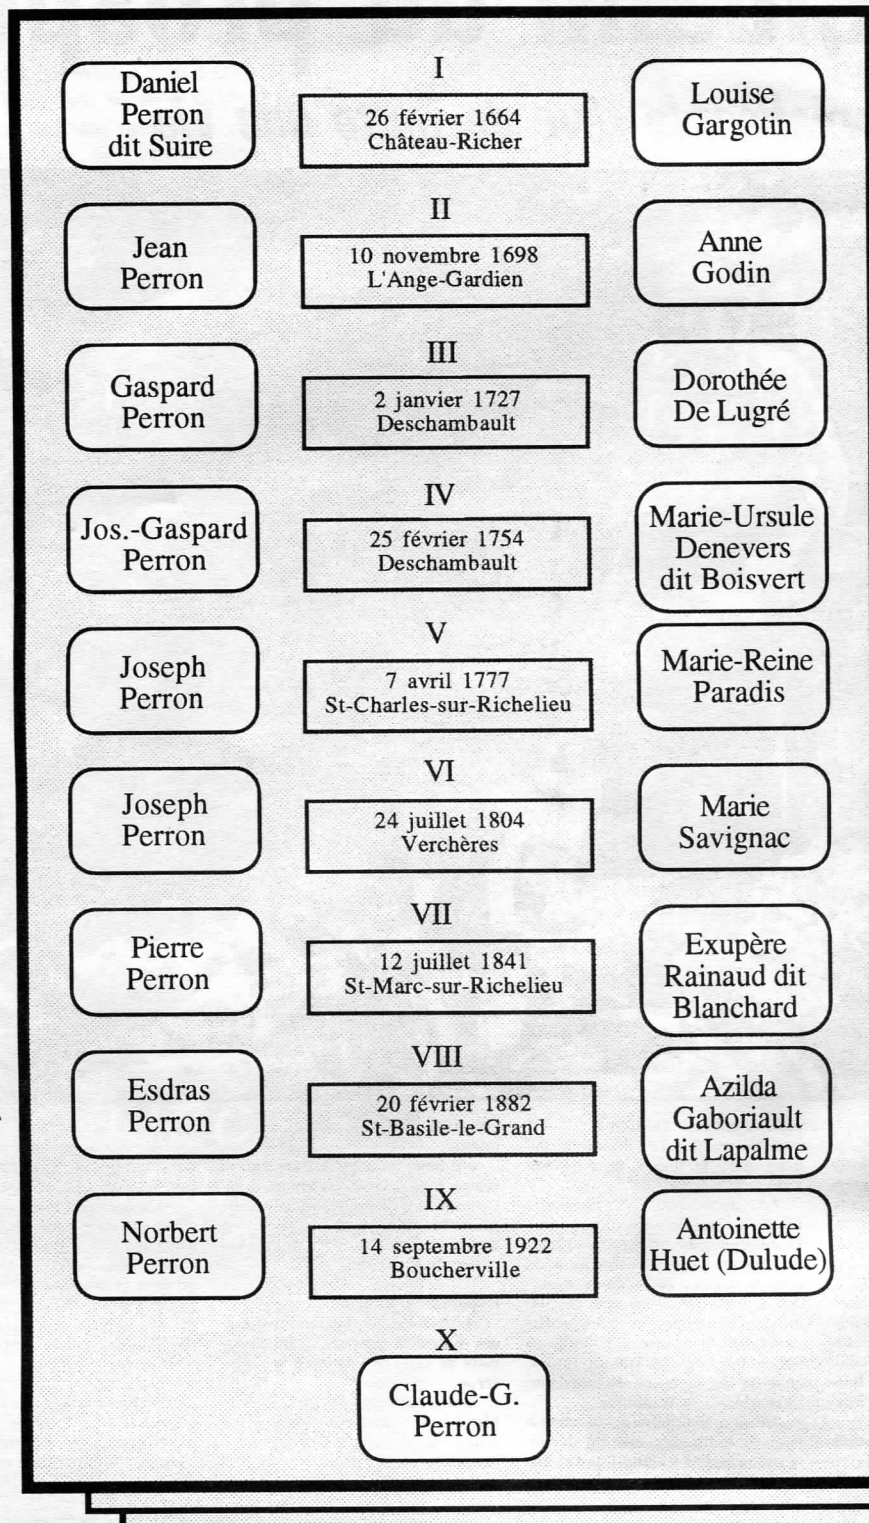 I
Daniel
Perron
dit Suire
26 février 1664
Château-Richer
Louise
Gargotin
II
Jean
Perron
10 novembre 1698
L'Ange-Gardien
Anne
Godin
III
Gaspard
Perron
2 janvier 1727
Deschambault
Dorothée
De Lugré
IV
Jos.-Gaspard
Perron
25 février 1754
Deschambault
Marie-Ursule
Denevers
dit Boisvert
V
Joseph
Perron
7 avril 1777
St-Charles-sur-Richelieu
Marie-Reine
Paradis
VI
Joseph
Perron
24 juillet 1804
Verchères
Marie
Savignac
VII
Pierre
Perron
12 juillet 1841
St-Marc-sur-Richelieu
Exupère
Rainaud dit
Blanchard
VIII
Esdras
Perron
20 février 1882
St-Basile-le-Grand
Azilda
Gaboriault
dit Lapalme
IX
Norbert
Perron
14 septembre 1922
Boucherville
Antoinette
Huet (Dulude)
X
Claude-G.
Perron